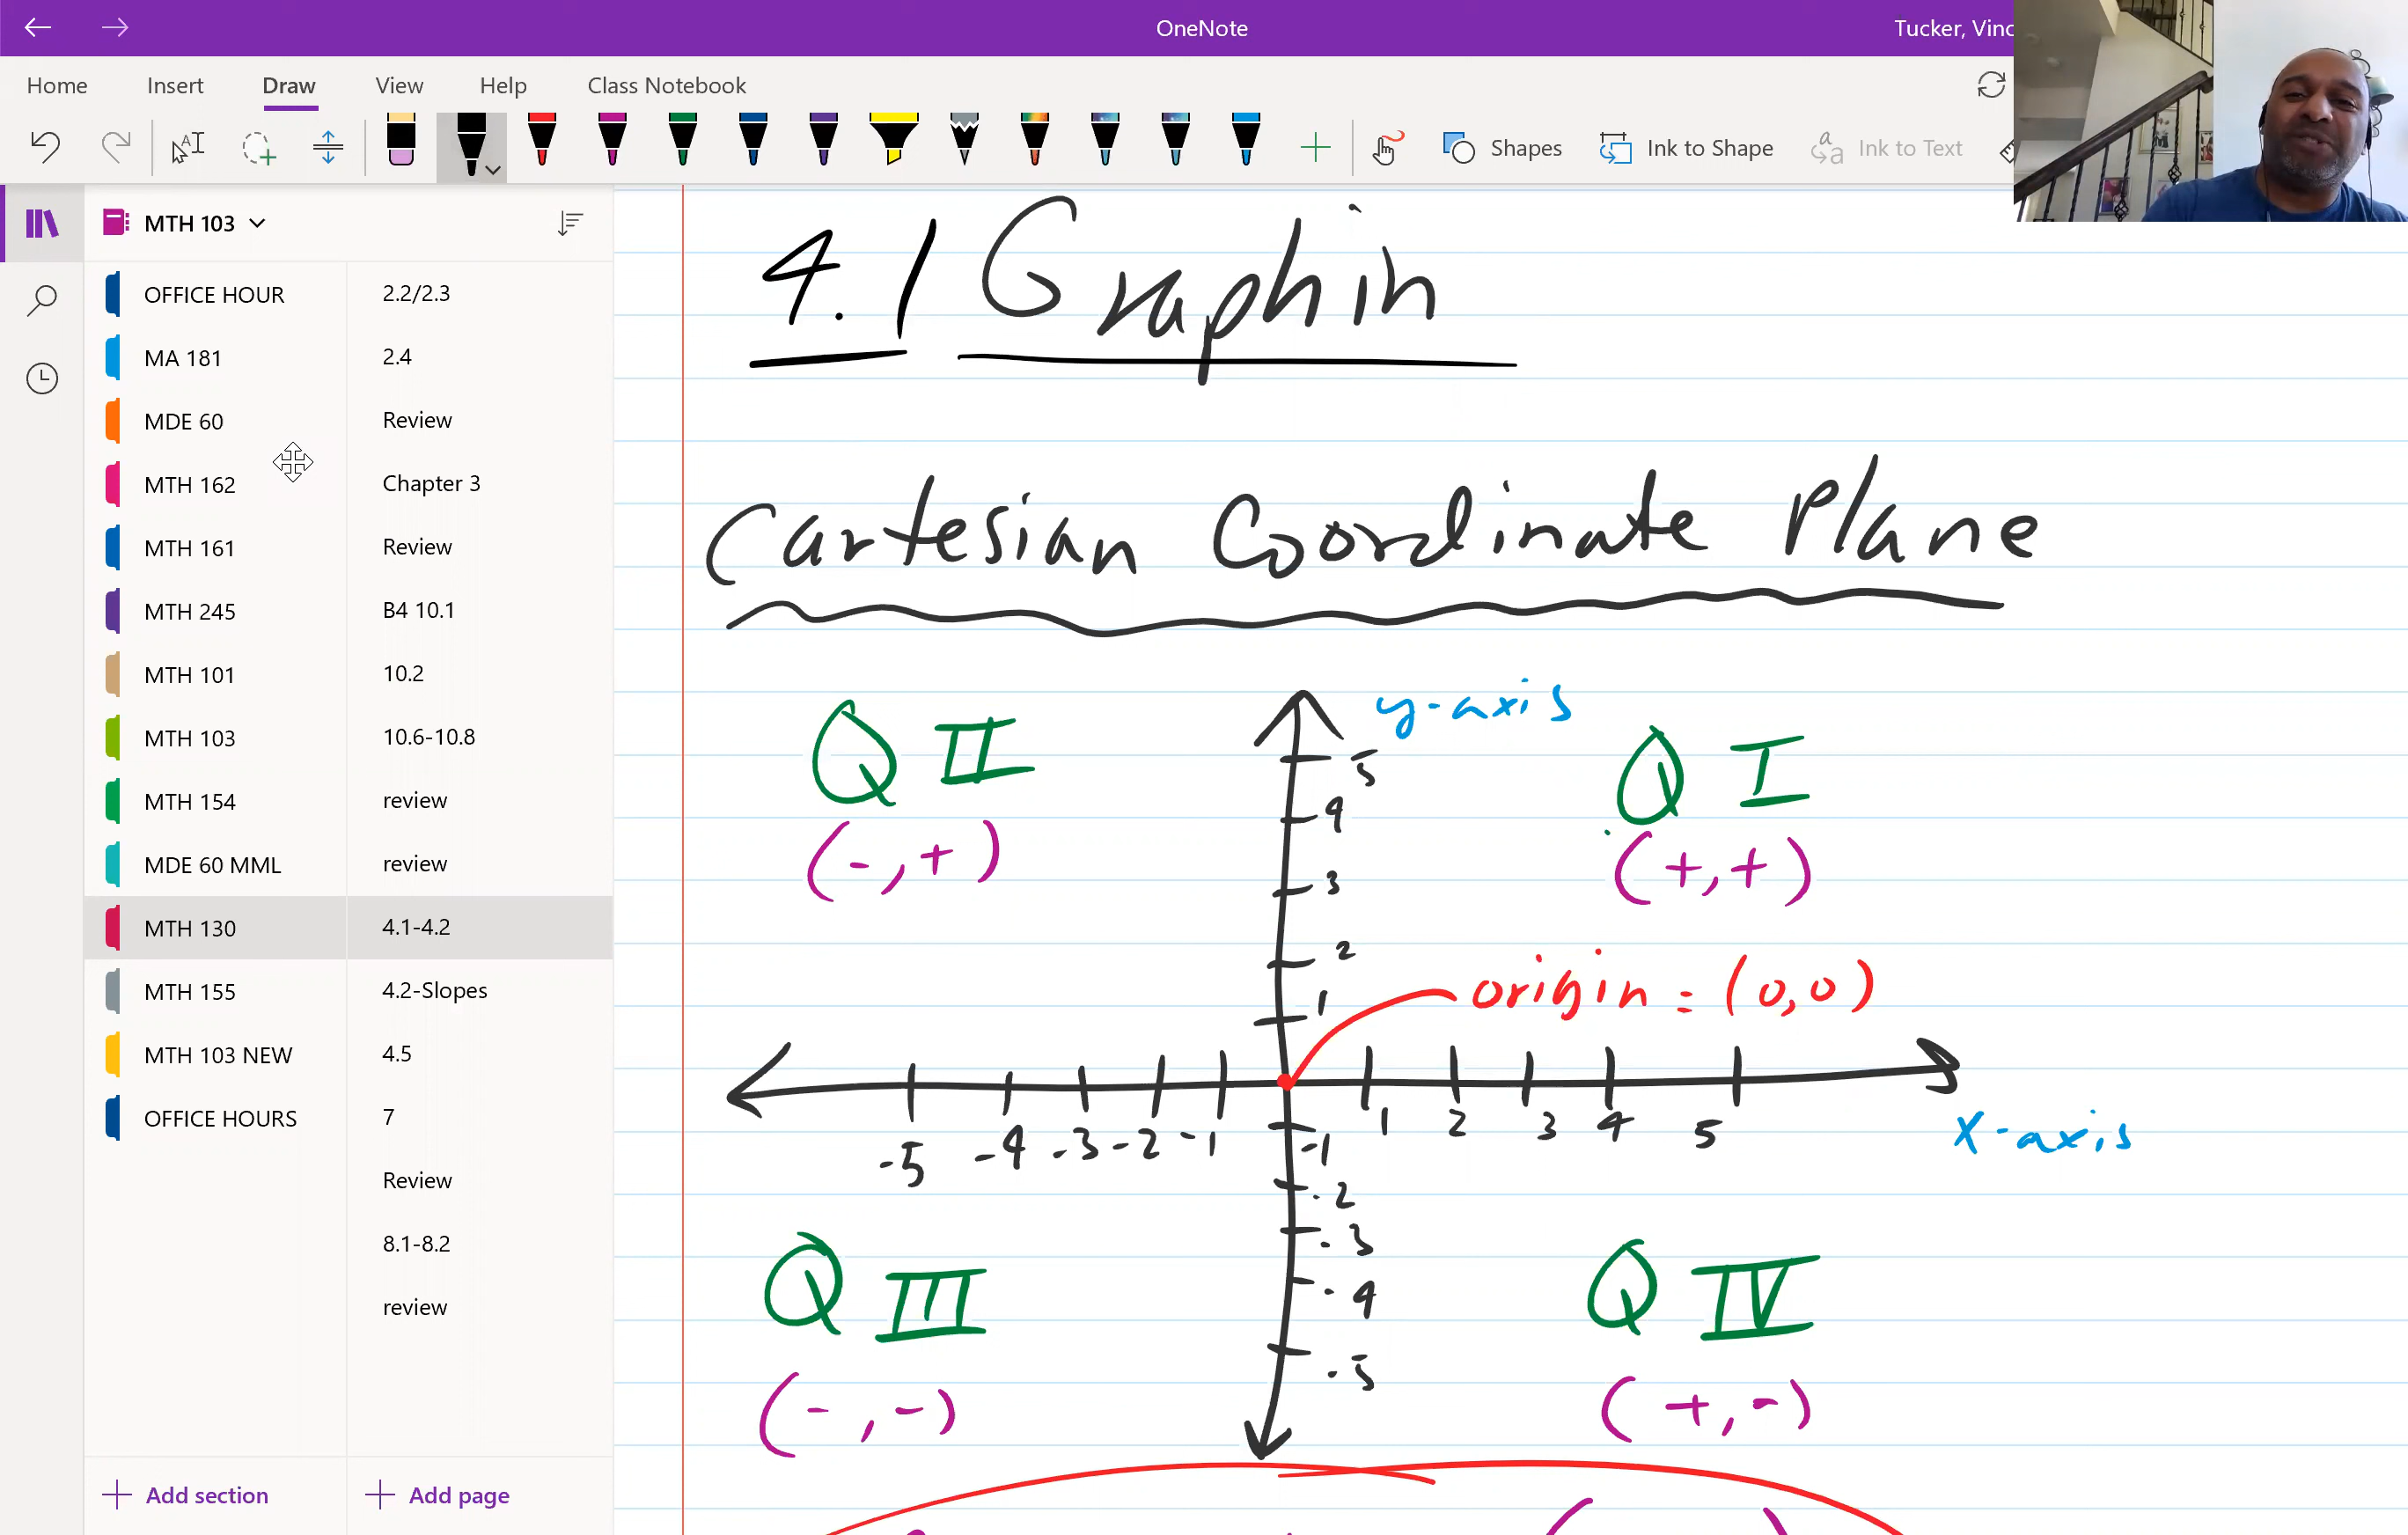 OneNote
Tucker, Vinc
Home Insert Draw View Help Class Notebook
Shapes Ink to Shape Ink to Text
MTH 103
OFFICE HOUR 2.2/2.3
MA 181 2.4
MDE 60 Review
MTH 162 Chapter 3
MTH 161 Review
MTH 245 B4 10.1
MTH 101 10.2
MTH 103 10.6-10.8
MTH 154 review
MDE 60 MML review
MTH 130 4.1-4.2
MTH 155 4.2-Slopes
MTH 103 NEW 4.5
OFFICE HOURS 7
Review
8.1-8.2
review
Add section Add page
4.1 Graphin
Cartesian Coordinate Plane
y-axis
Q II Q I
(-,+) (+,+)
5
4
3
2
1
origin = (0,0)
-5 -4 -3 -2 -1 1 2 3 4 5
x-axis
-1
-2
-3
-4
-5
Q III Q IV
(-,-) (+,-)